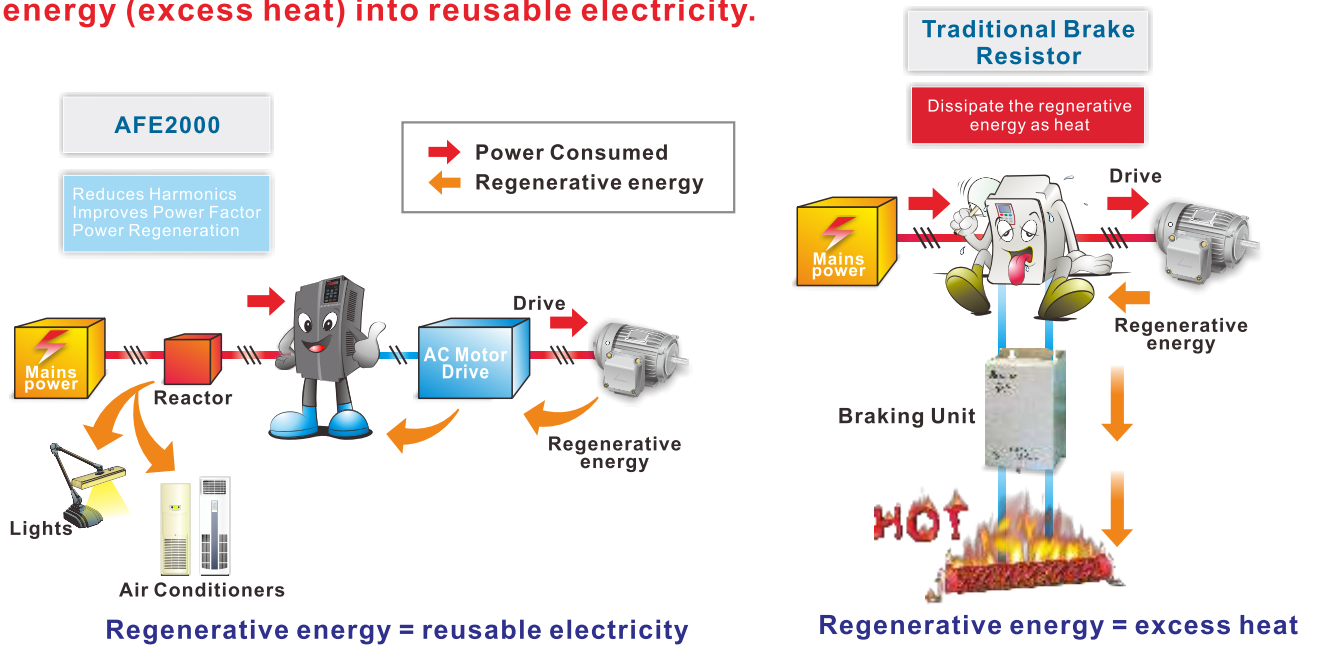 energy (excess heat) into reusable electricity.
AFE2000
Reduces Harmonics
Improves Power Factor
Power Regeneration
Power Consumed
Regenerative energy
Mains
power
Reactor
AC Motor
Drive
Drive
Regenerative
energy
Lights
Air Conditioners
Regenerative energy = reusable electricity
Traditional Brake
Resistor
Dissipate the regnerative
energy as heat
Mains
power
Drive
Regenerative
energy
Braking Unit
HOT
Regenerative energy = excess heat